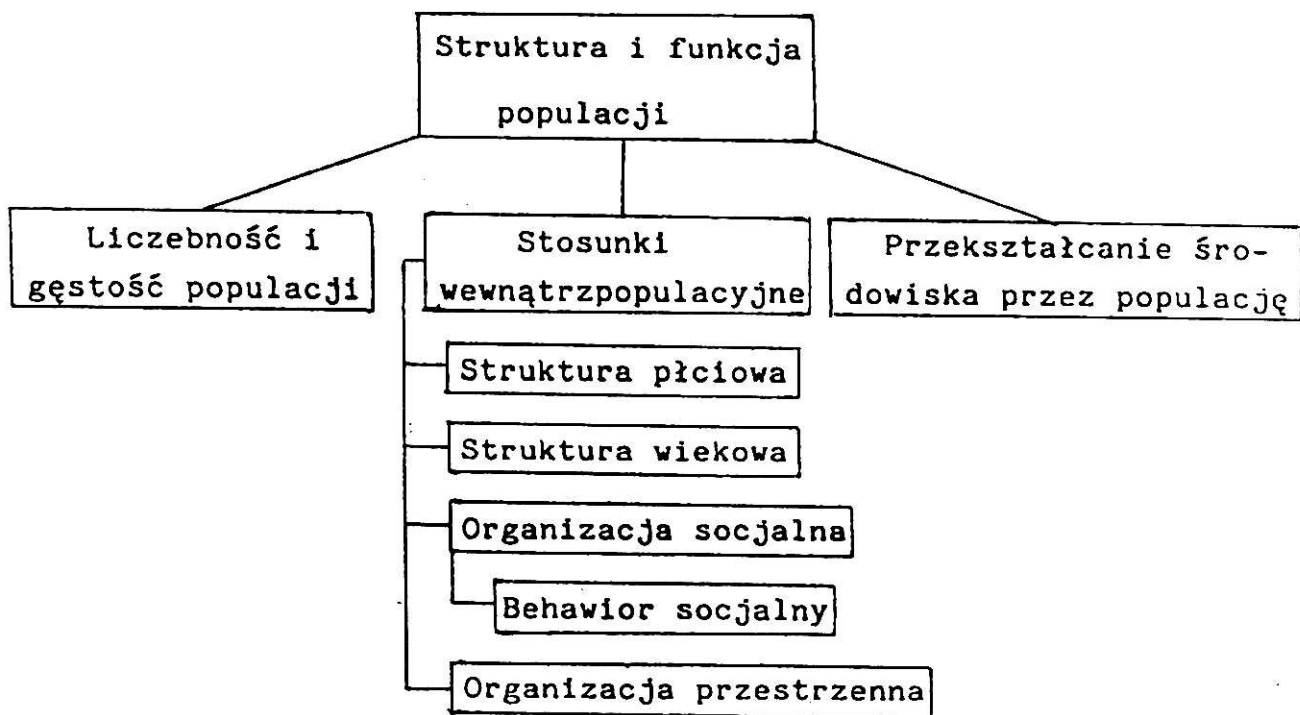 Struktura i funkcja
populacji
Liczebność i
gęstość populacji
Stosunki
wewnątrzpopulacyjne
Przekształcanie śro-
dowiska przez populację
Struktura płciowa
Struktura wiekowa
Organizacja socjalna
Behawior socjalny
Organizacja przestrzenna